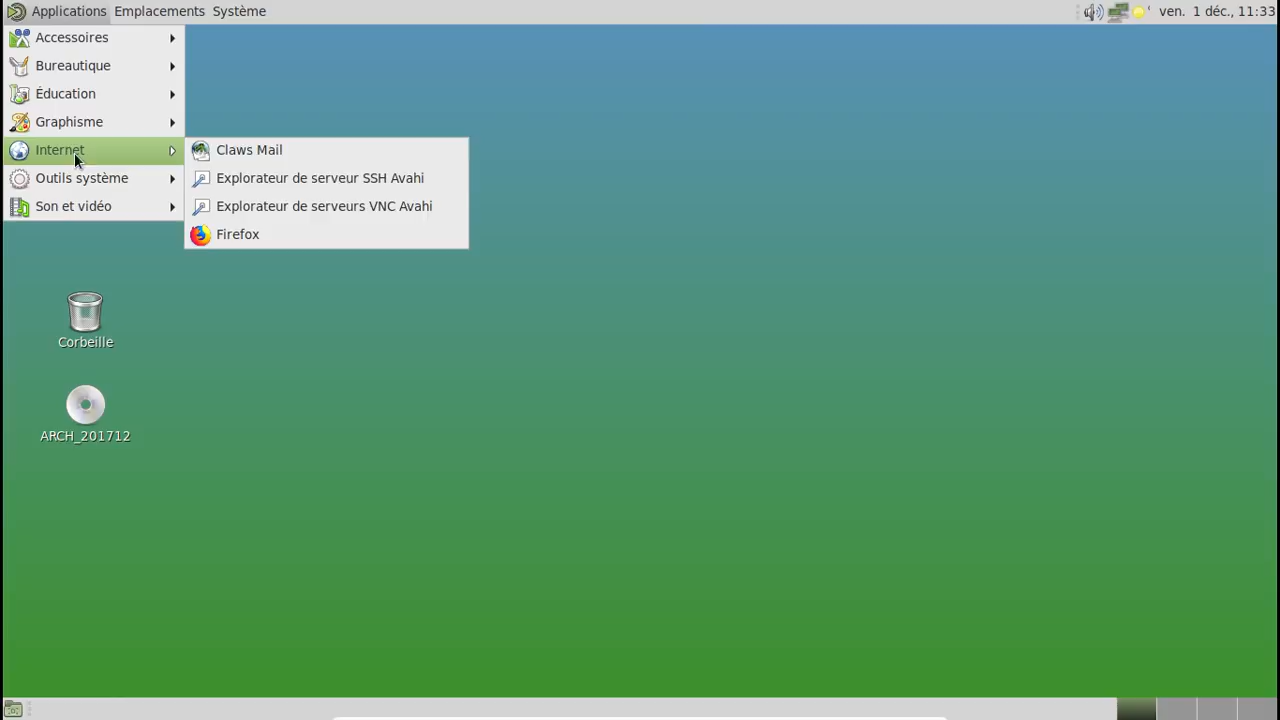 Applications Emplacements Système
ven. 1 déc., 11:33
Accessoires
Bureautique
Éducation
Graphisme
Internet
Outils système
Son et vidéo
Claws Mail
Explorateur de serveur SSH Avahi
Explorateur de serveurs VNC Avahi
Firefox
Corbeille
ARCH_201712